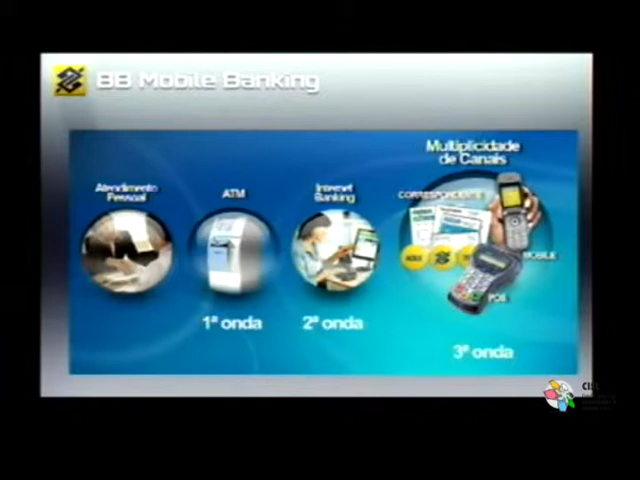 BB Mobile Banking
Multiplicidade
de Canais
Atendimento
Pessoal
ATM
Internet
Banking
CORRESPONDENTE
MOBILE
POS
1ª onda
2ª onda
3ª onda